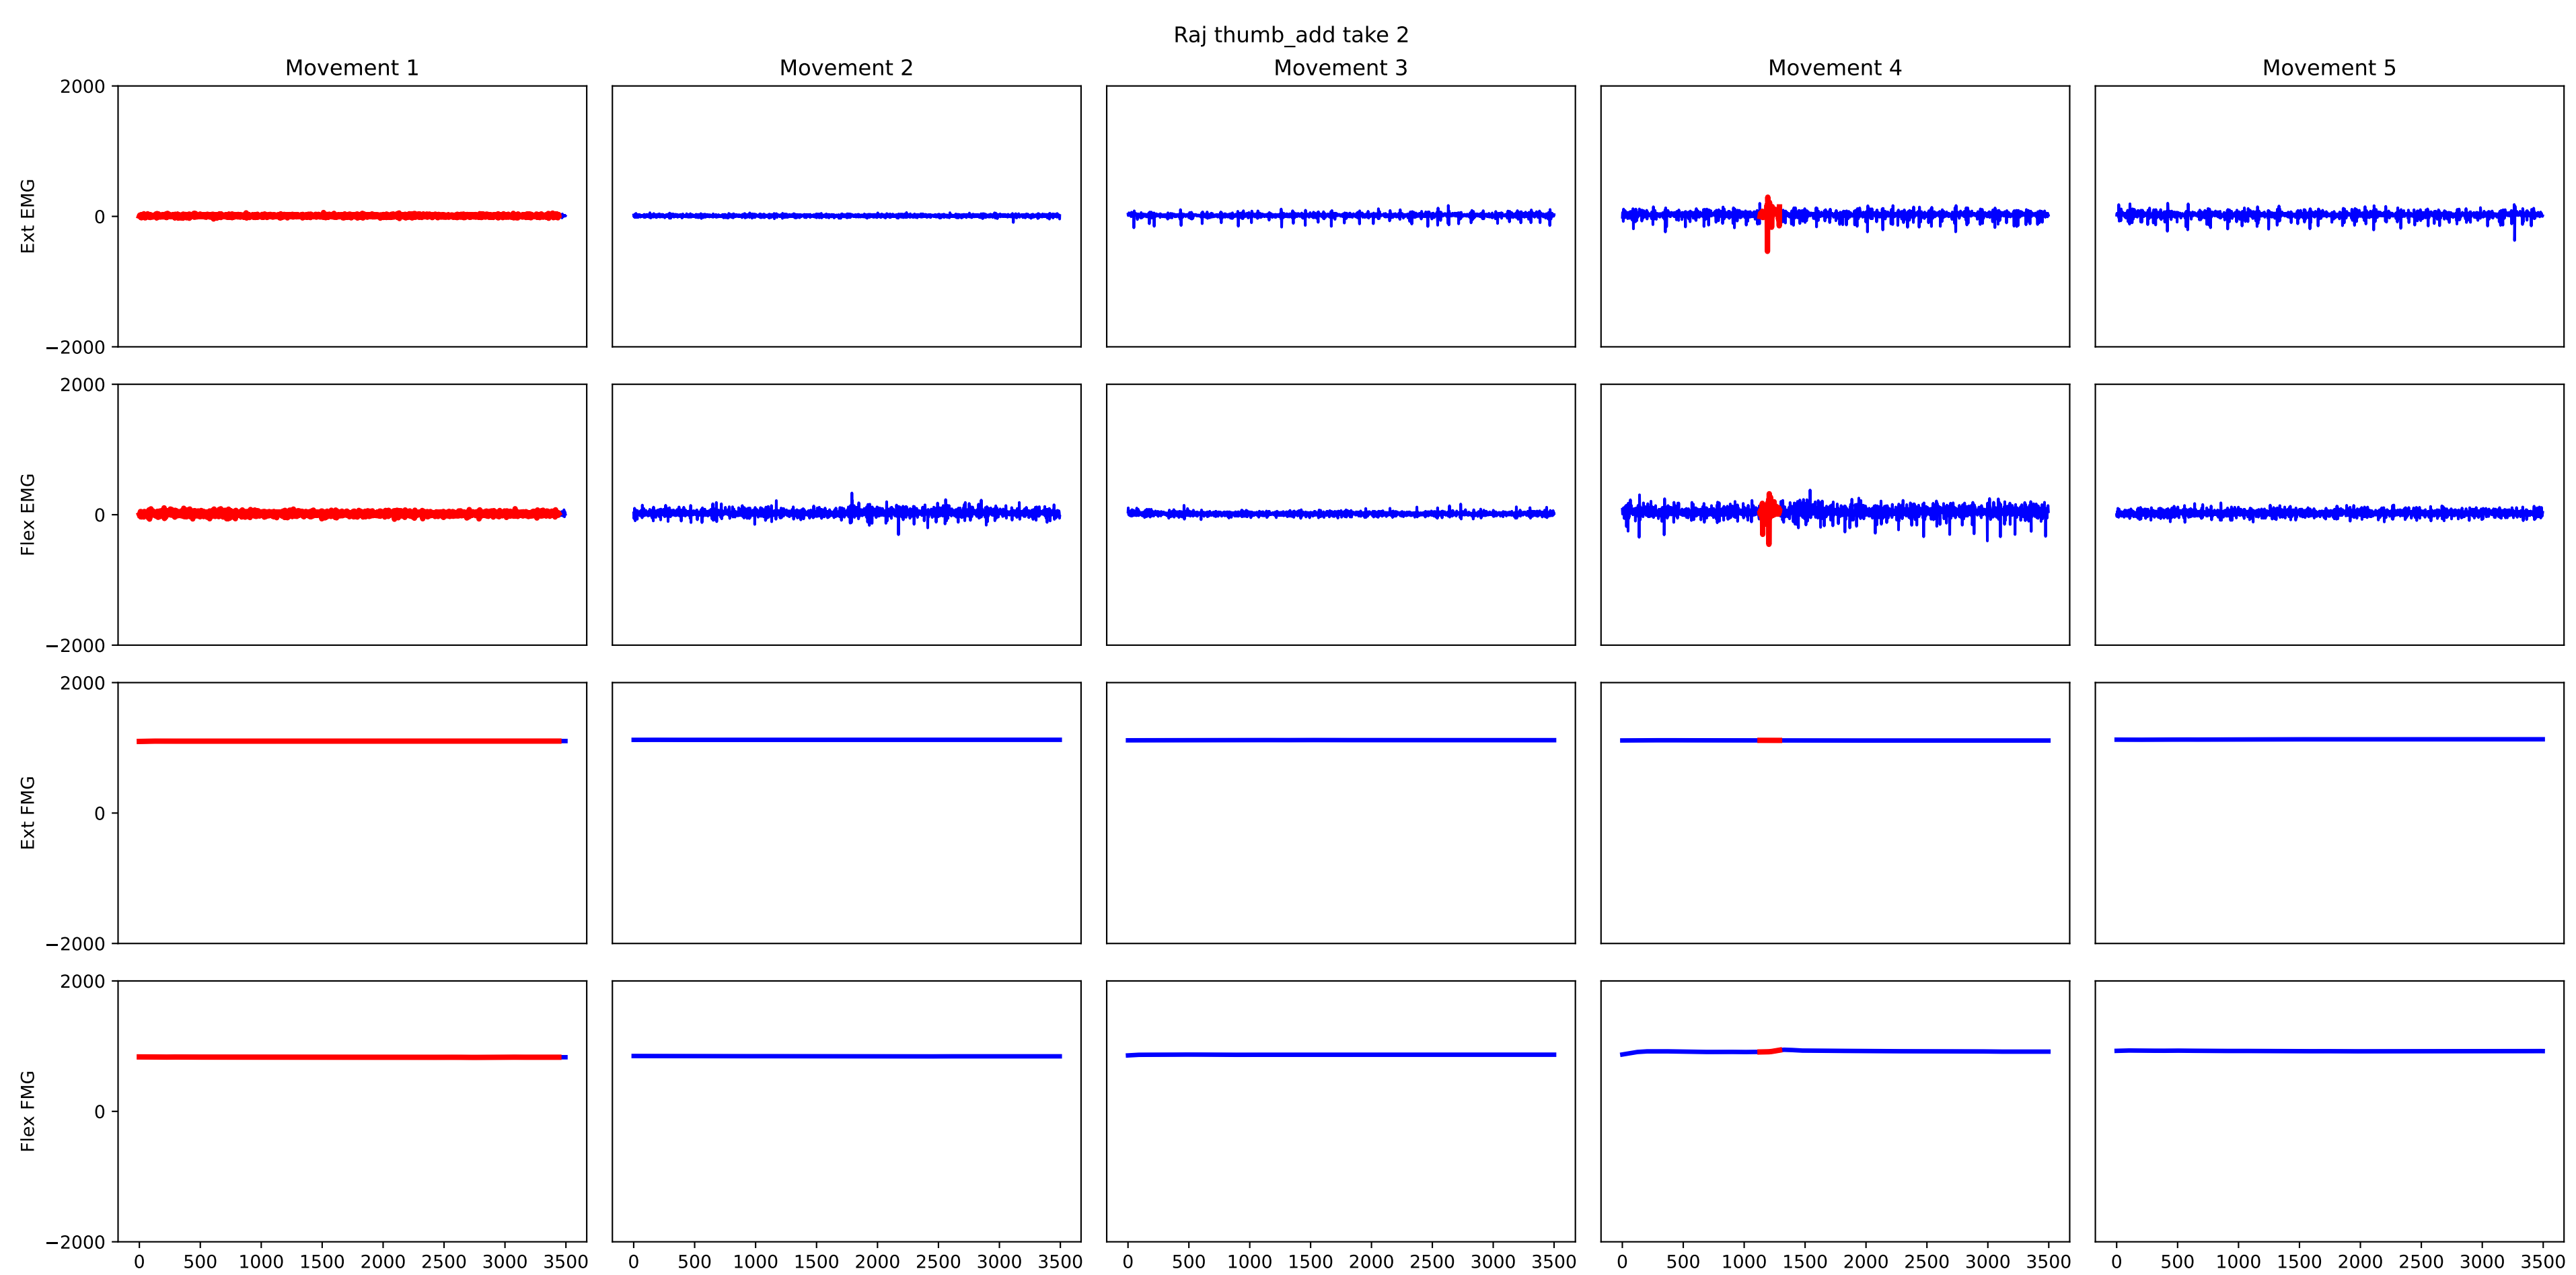 Raj thumb_add take 2
Movement 1 Movement 2 Movement 3 Movement 4 Movement 5
2000
Ext EMG
0
−2000
2000
Flex EMG
0
−2000
2000
Ext FMG
0
−2000
2000
Flex FMG
0
−2000
0 500 1000 1500 2000 2500 3000 3500 0 500 1000 1500 2000 2500 3000 3500 0 500 1000 1500 2000 2500 3000 3500 0 500 1000 1500 2000 2500 3000 3500 0 500 1000 1500 2000 2500 3000 3500